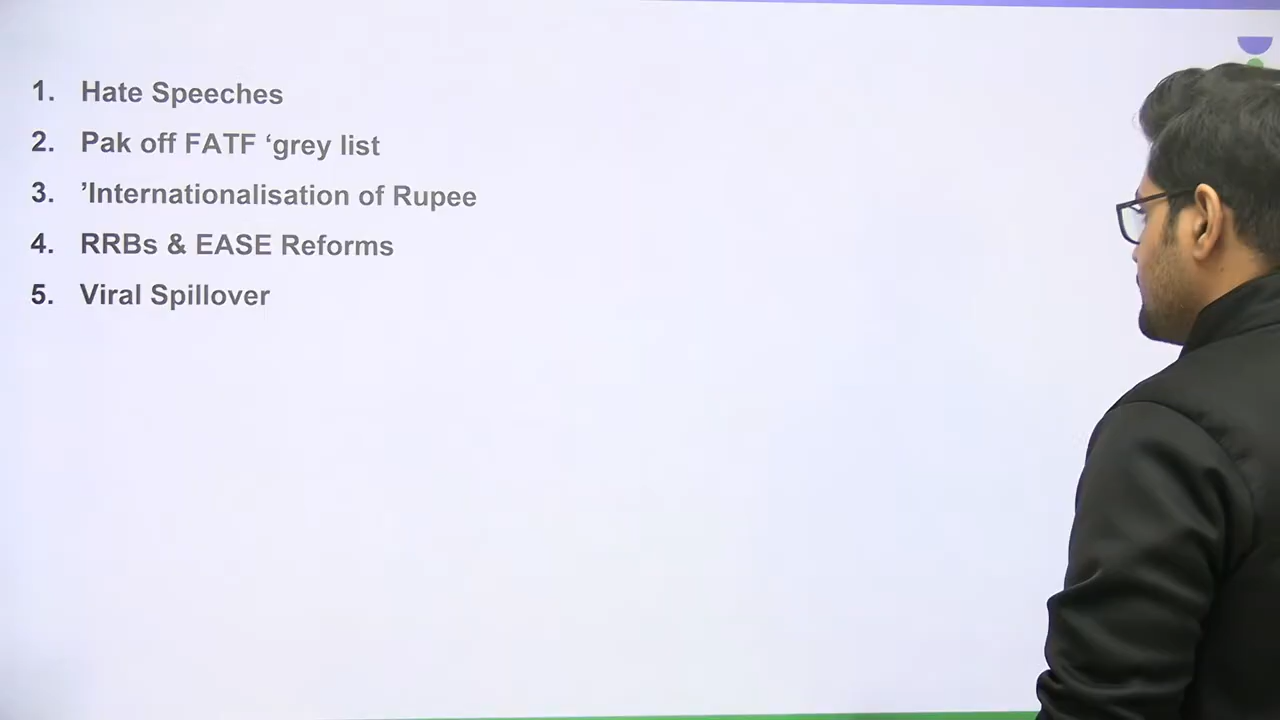 1. Hate Speeches
2. Pak off FATF ‘grey list
3. ’Internationalisation of Rupee
4. RRBs & EASE Reforms
5. Viral Spillover